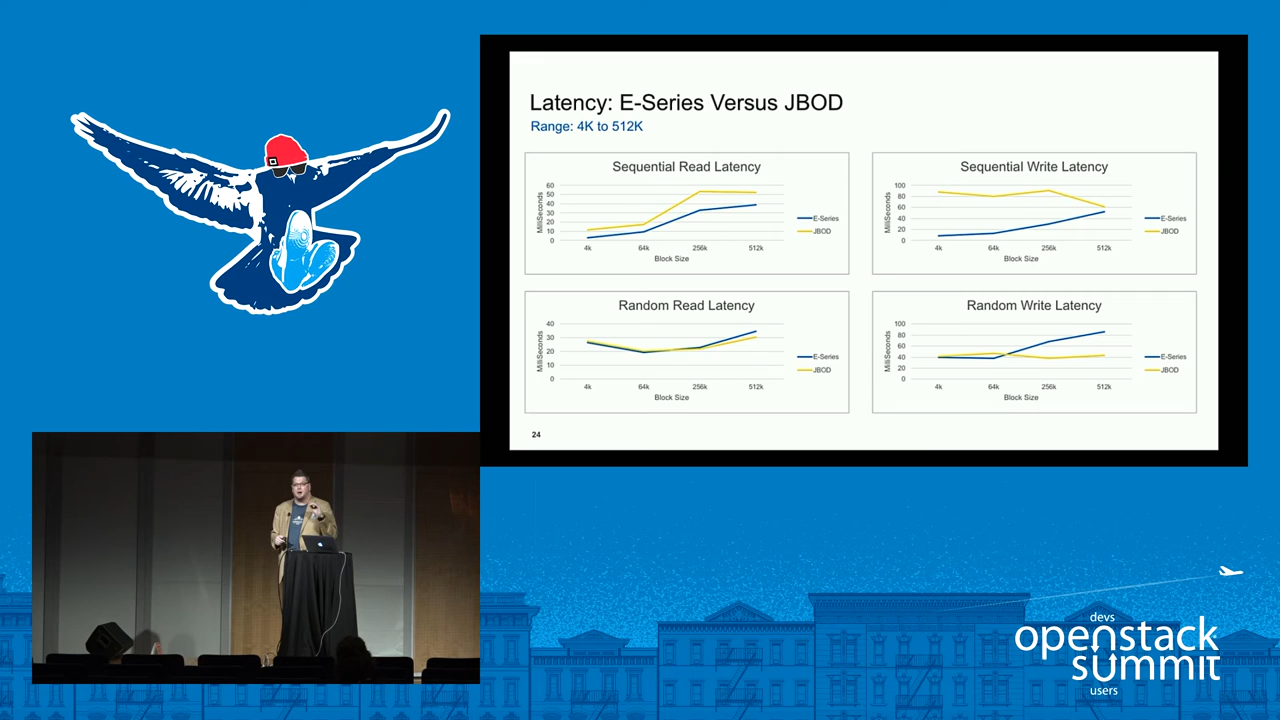 Latency: E-Series Versus JBOD
Range: 4K to 512K
Sequential Read Latency
60
50
40
30
20
10
0
MilliSeconds
4k 64k 256k 512k
Block Size
E-Series
JBOD
Sequential Write Latency
100
80
60
40
20
0
MilliSeconds
4k 64k 256k 512k
Block Size
E-Series
JBOD
Random Read Latency
40
30
20
10
0
MilliSeconds
4k 64k 256k 512k
Block Size
E-Series
JBOD
Random Write Latency
100
80
60
40
20
0
MilliSeconds
4k 64k 256k 512k
Block Size
E-Series
JBOD
24
devs
openstack
summit
users